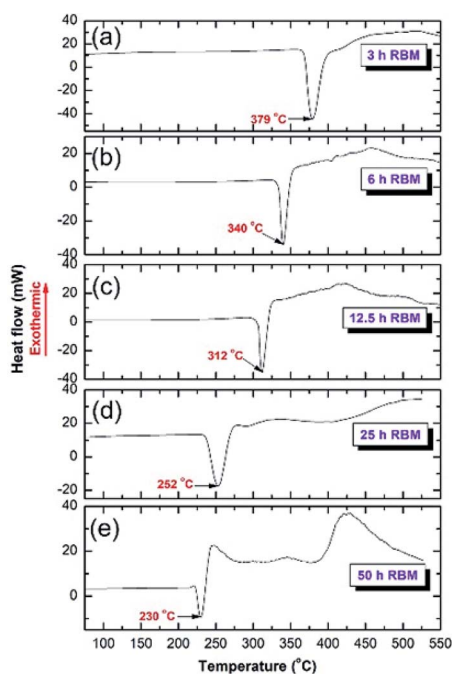 (a)
40
20
0
-20
-40
379 °C
3 h RBM
(b)
20
0
-20
-40
340 °C
6 h RBM
(c)
40
20
0
-20
-40
312 °C
12.5 h RBM
(d)
40
20
0
-20
252 °C
25 h RBM
(e)
40
20
0
230 °C
50 h RBM
Heat flow (mW)
Exothermic
100 150 200 250 300 350 400 450 500 550
Temperature (°C)